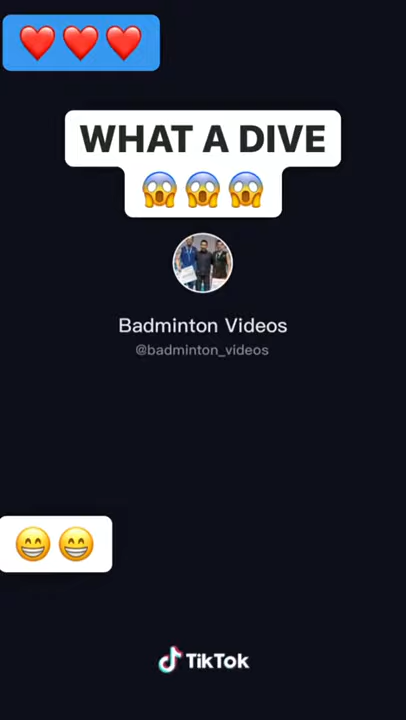 ❤️❤️❤️
WHAT A DIVE
😱😱😱
Badminton Videos
@badminton_videos
😁😁
TikTok